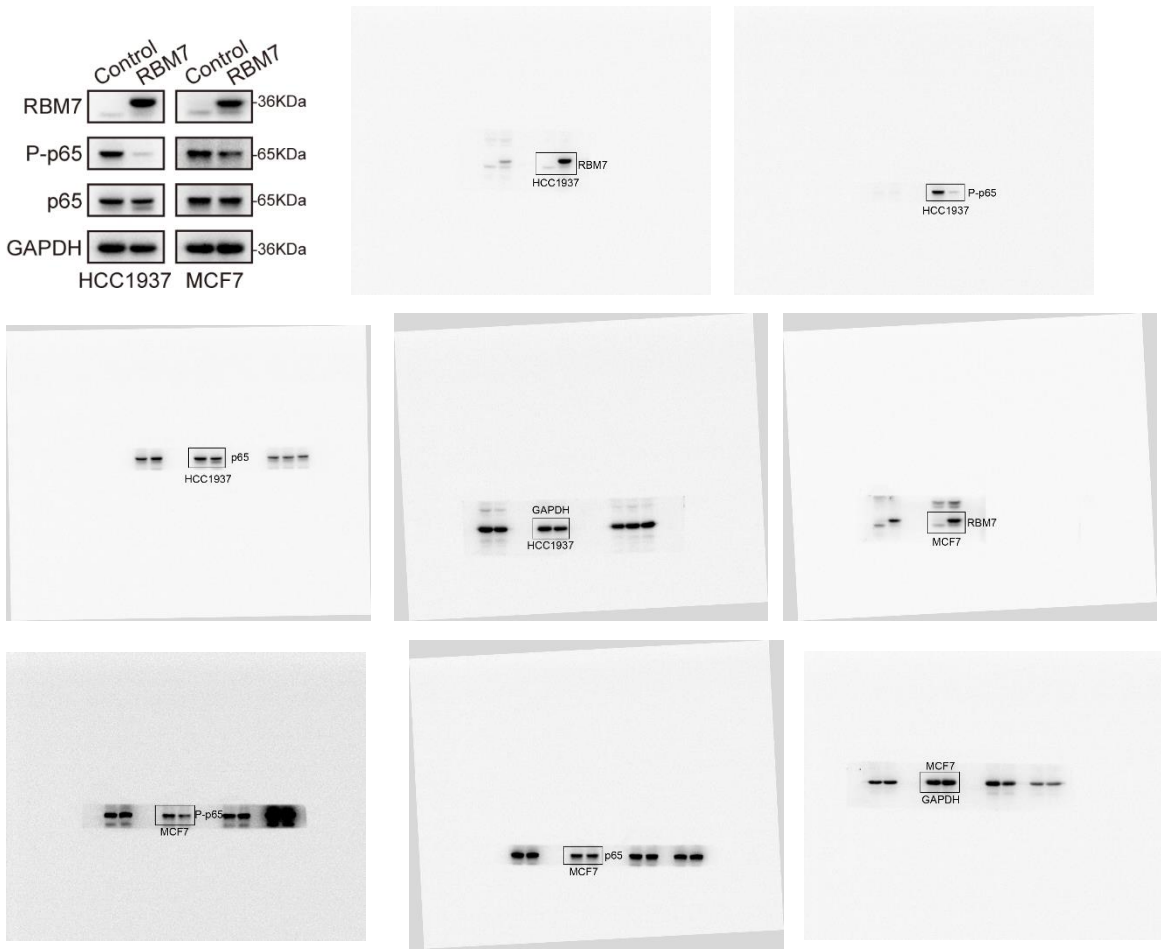 Control RBM7 Control RBM7
RBM7 -36KDa
P-p65 -65KDa
p65 -65KDa
GAPDH -36KDa
HCC1937 MCF7
RBM7
HCC1937
P-p65
HCC1937
p65
HCC1937
GAPDH
HCC1937
RBM7
MCF7
P-p65
MCF7
p65
MCF7
MCF7
GAPDH